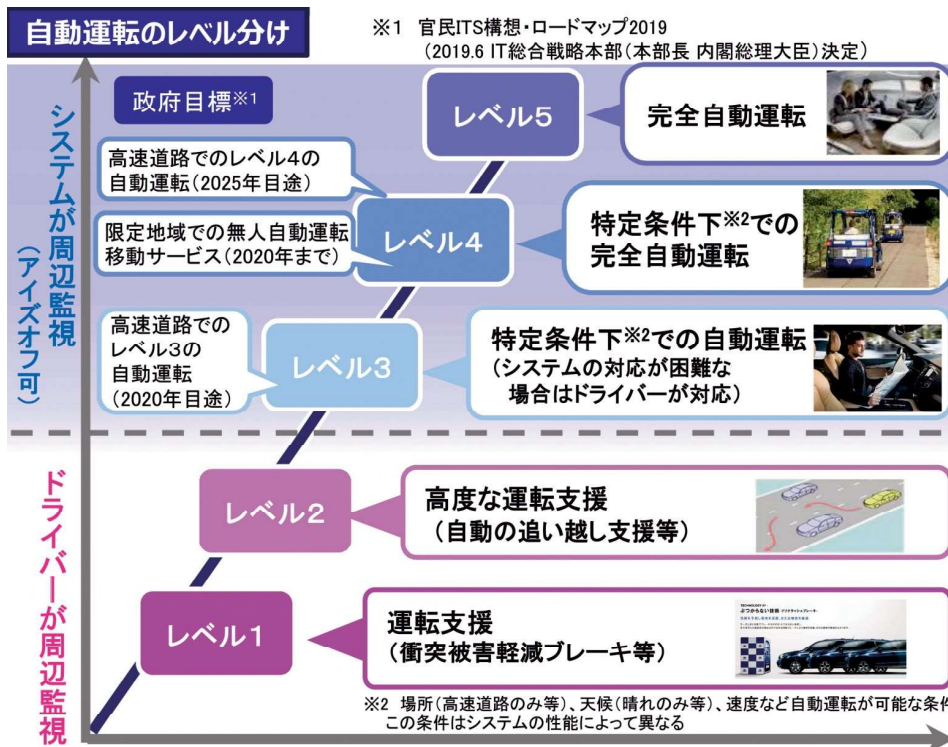 自動運転のレベル分け
※1 官民ITS構想・ロードマップ2019
(2019.6 IT総合戦略本部(本部長 内閣総理大臣)決定)
システムが周辺監視
(アイズオフ可)
政府目標※1
レベル5
完全自動運転
高速道路でのレベル4の
自動運転(2025年目途)
限定地域での無人自動運転
移動サービス(2020年まで)
レベル4
特定条件下※2での
完全自動運転
高速道路での
レベル3の
自動運転
(2020年目途)
レベル3
特定条件下※2での自動運転
(システムの対応が困難な
場合はドライバーが対応)
ドライバーが周辺監視
レベル2
高度な運転支援
(自動の追い越し支援等)
レベル1
運転支援
(衝突被害軽減ブレーキ等)
ぶつからない技術
※2 場所(高速道路のみ等)、天候(晴れのみ等)、速度など自動運転が可能な条件
この条件はシステムの性能によって異なる